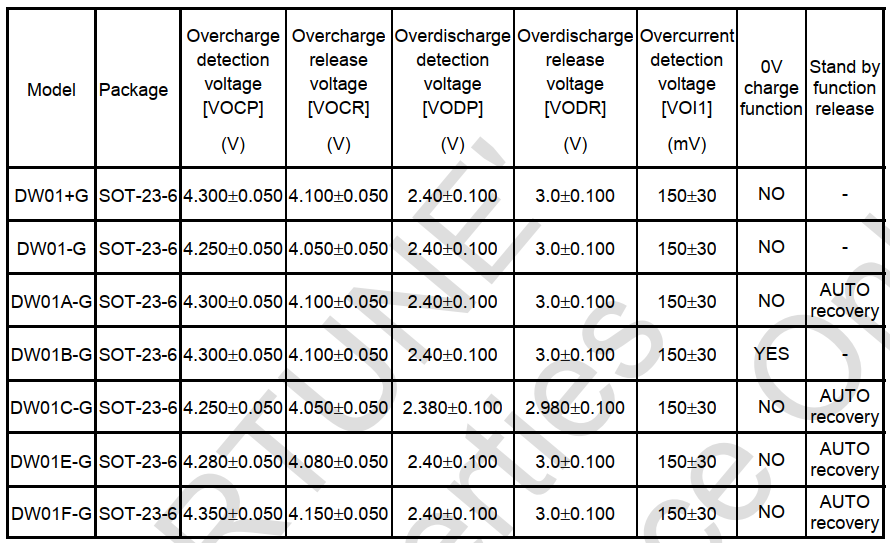 Model Package Overcharge detection voltage [VOCP] (V) Overcharge release voltage [VOCR] (V) Overdischarge detection voltage [VODP] (V) Overdischarge release voltage [VODR] (V) Overcurrent detection voltage [VOI1] (mV) 0V charge function Stand by function release
DW01+G SOT-23-6 4.300±0.050 4.100±0.050 2.40±0.100 3.0±0.100 150±30 NO -
DW01-G SOT-23-6 4.250±0.050 4.050±0.050 2.40±0.100 3.0±0.100 150±30 NO -
DW01A-G SOT-23-6 4.300±0.050 4.100±0.050 2.40±0.100 3.0±0.100 150±30 NO AUTO recovery
DW01B-G SOT-23-6 4.300±0.050 4.100±0.050 2.40±0.100 3.0±0.100 150±30 YES -
DW01C-G SOT-23-6 4.250±0.050 4.050±0.050 2.380±0.100 2.980±0.100 150±30 NO AUTO recovery
DW01E-G SOT-23-6 4.280±0.050 4.080±0.050 2.40±0.100 3.0±0.100 150±30 NO AUTO recovery
DW01F-G SOT-23-6 4.350±0.050 4.150±0.050 2.40±0.100 3.0±0.100 150±30 NO AUTO recovery